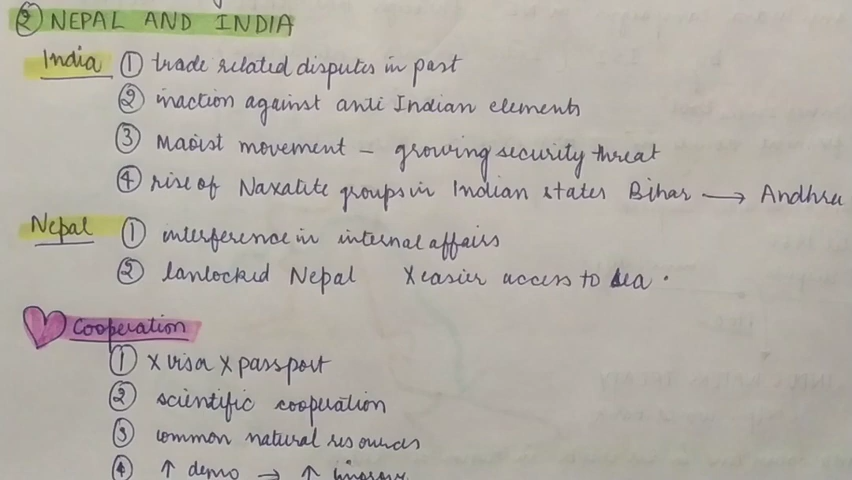 ② NEPAL AND INDIA
India ① trade related disputes in past
② inaction against anti Indian elements
③ Maoist movement – growing security threat
④ rise of Naxalite groups in Indian states Bihar → Andhra
Nepal ① interference in internal affairs
② lanlocked Nepal X easier access to sea .
Cooperation
① X visa X passport
② scientific cooperation
③ common natural resources
④ ↑ demo → ↑